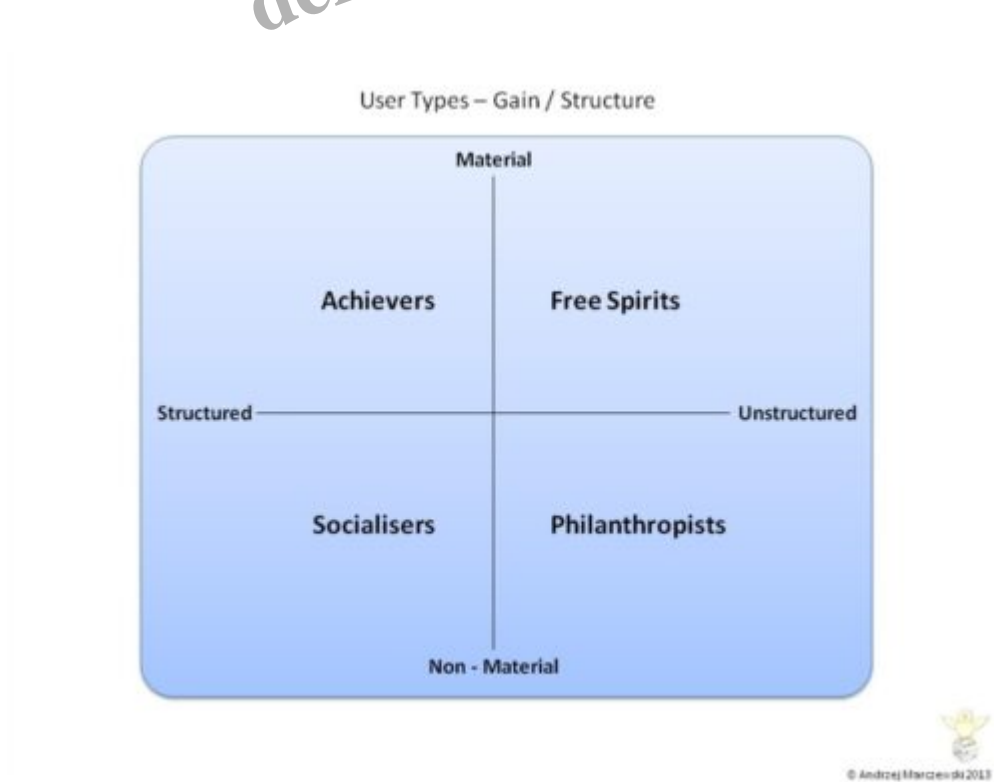 User Types – Gain / Structure
Material
Achievers
Free Spirits
Structured
Unstructured
Socialisers
Philanthropists
Non - Material
© Andrzej Marczewski 2013